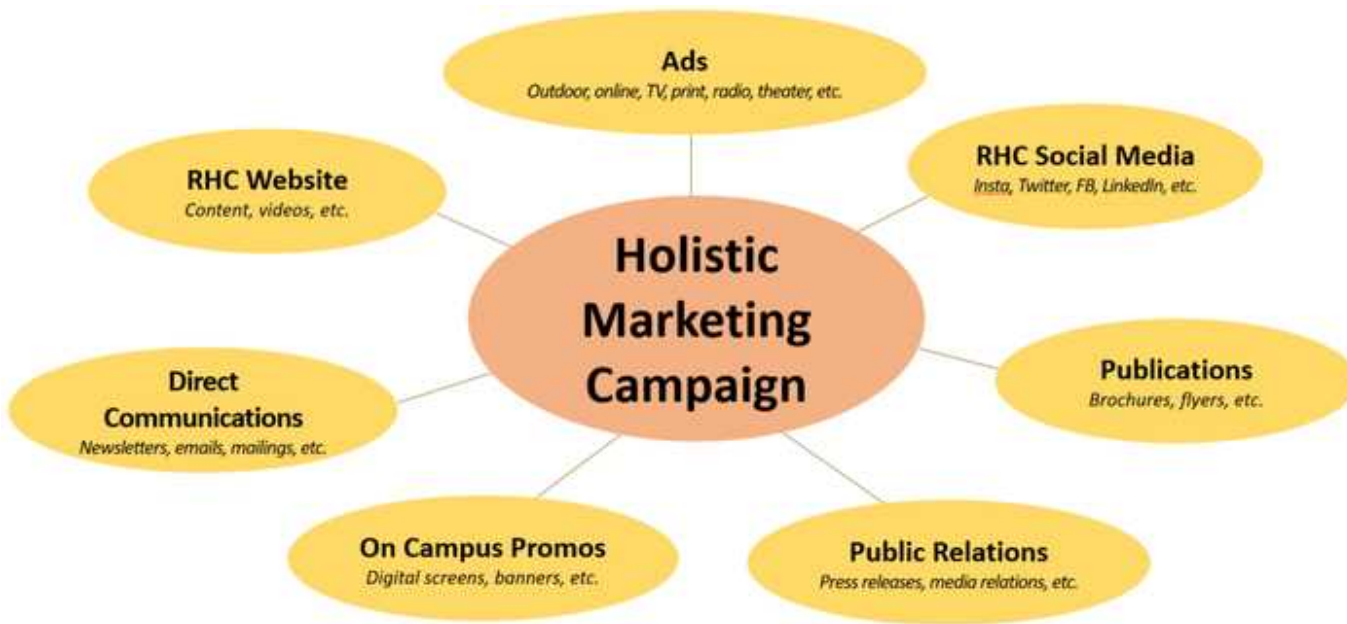 Ads
Outdoor, online, TV, print, radio, theater, etc.
RHC Website
Content, videos, etc.
RHC Social Media
Insta, Twitter, FB, LinkedIn, etc.
Holistic
Marketing
Campaign
Direct
Communications
Newsletters, emails, mailings, etc.
Publications
Brochures, flyers, etc.
On Campus Promos
Digital screens, banners, etc.
Public Relations
Press releases, media relations, etc.